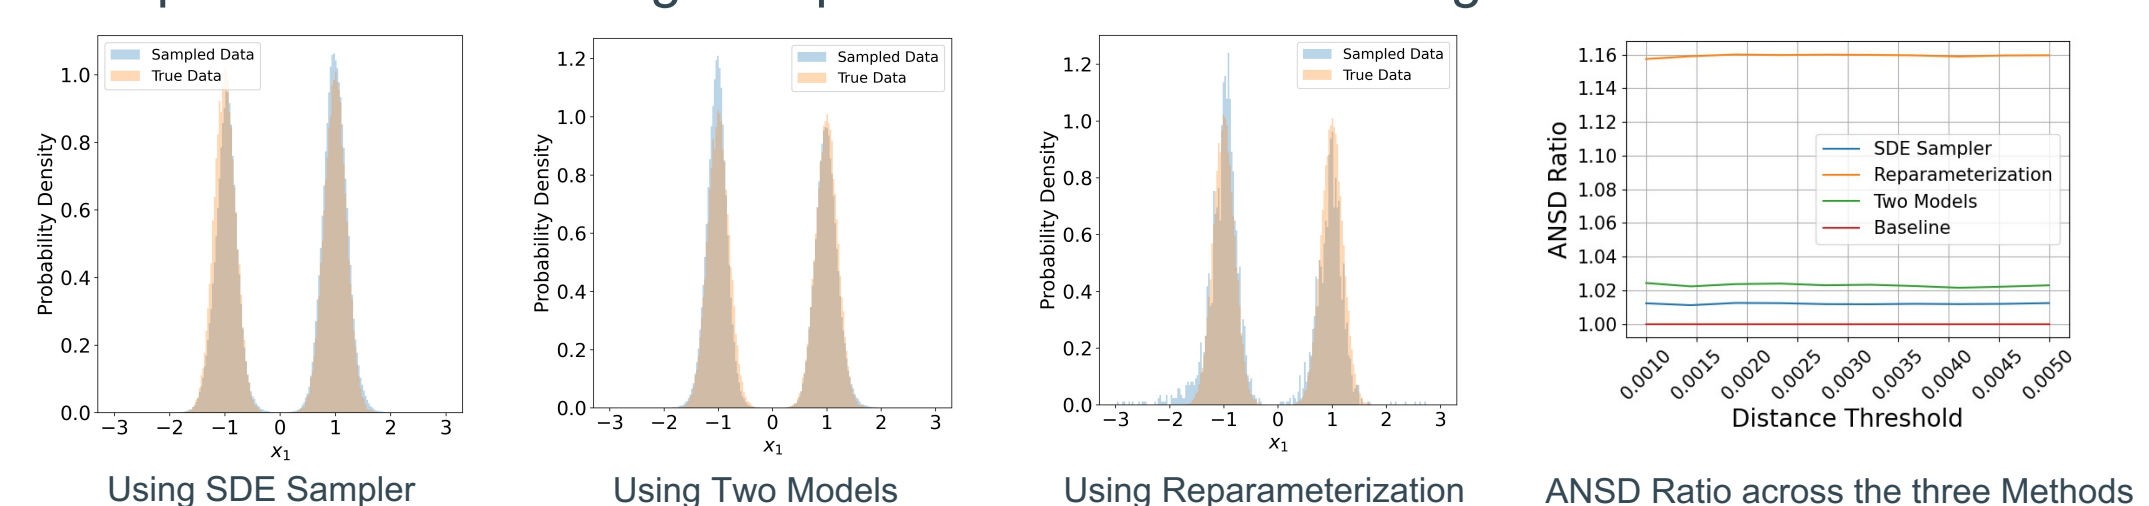 Sampled Data
True Data
1.0
0.8
0.6
0.4
0.2
0.0
Probability Density
−3 −2 −1 0 1 2 3
x₁
Using SDE Sampler
Sampled Data
True Data
1.2
1.0
0.8
0.6
0.4
0.2
0.0
Probability Density
−3 −2 −1 0 1 2 3
x₁
Using Two Models
Sampled Data
True Data
1.2
1.0
0.8
0.6
0.4
0.2
0.0
Probability Density
−3 −2 −1 0 1 2 3
x₁
Using Reparameterization
1.16
1.14
1.12
1.10
1.08
1.06
1.04
1.02
1.00
ANSD Ratio
SDE Sampler
Reparameterization
Two Models
Baseline
0.0010 0.0015 0.0020 0.0025 0.0030 0.0035 0.0040 0.0045 0.0050
Distance Threshold
ANSD Ratio across the three Methods